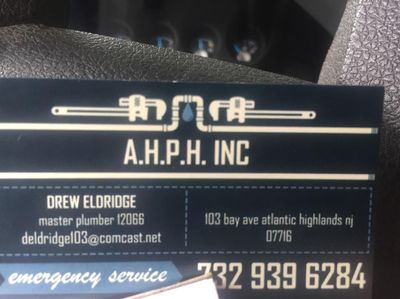 A.H.P.H. INC
DREW ELDRIDGE
master plumber 12066
deldridge103@comcast.net
103 bay ave atlantic highlands nj
07716
emergency service
732 939 6284